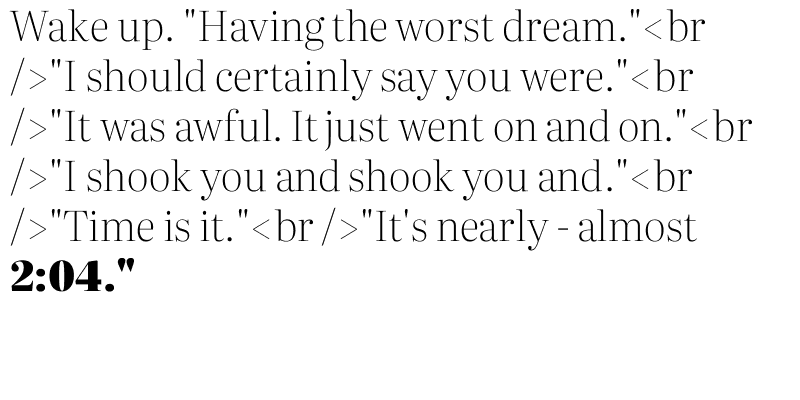 Wake up. "Having the worst dream."<br
/>"I should certainly say you were."<br
/>"It was awful. It just went on and on."<br
/>"I shook you and shook you and."<br
/>"Time is it."<br />"It's nearly - almost
2:04."